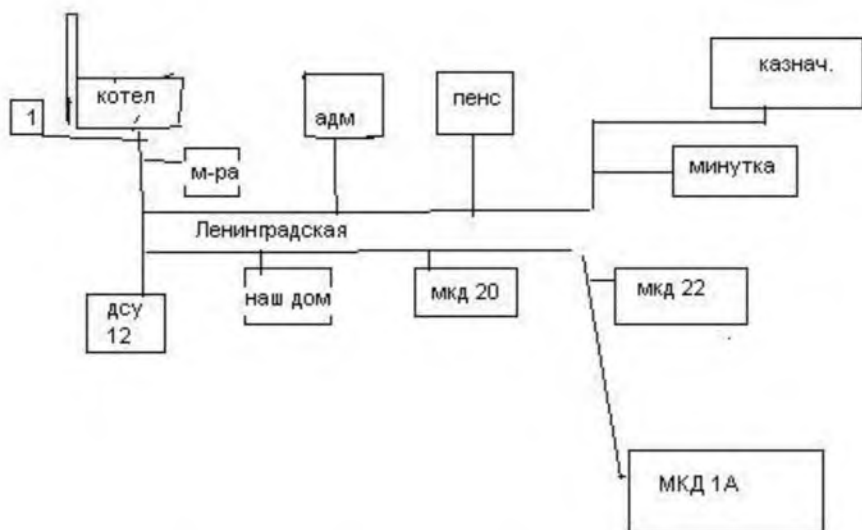 казнач.
котел
пенс
1
адм
минутка
м-ра
Ленинградская
мкд 22
наш дом
мкд 20
дсу
12
МКД 1А